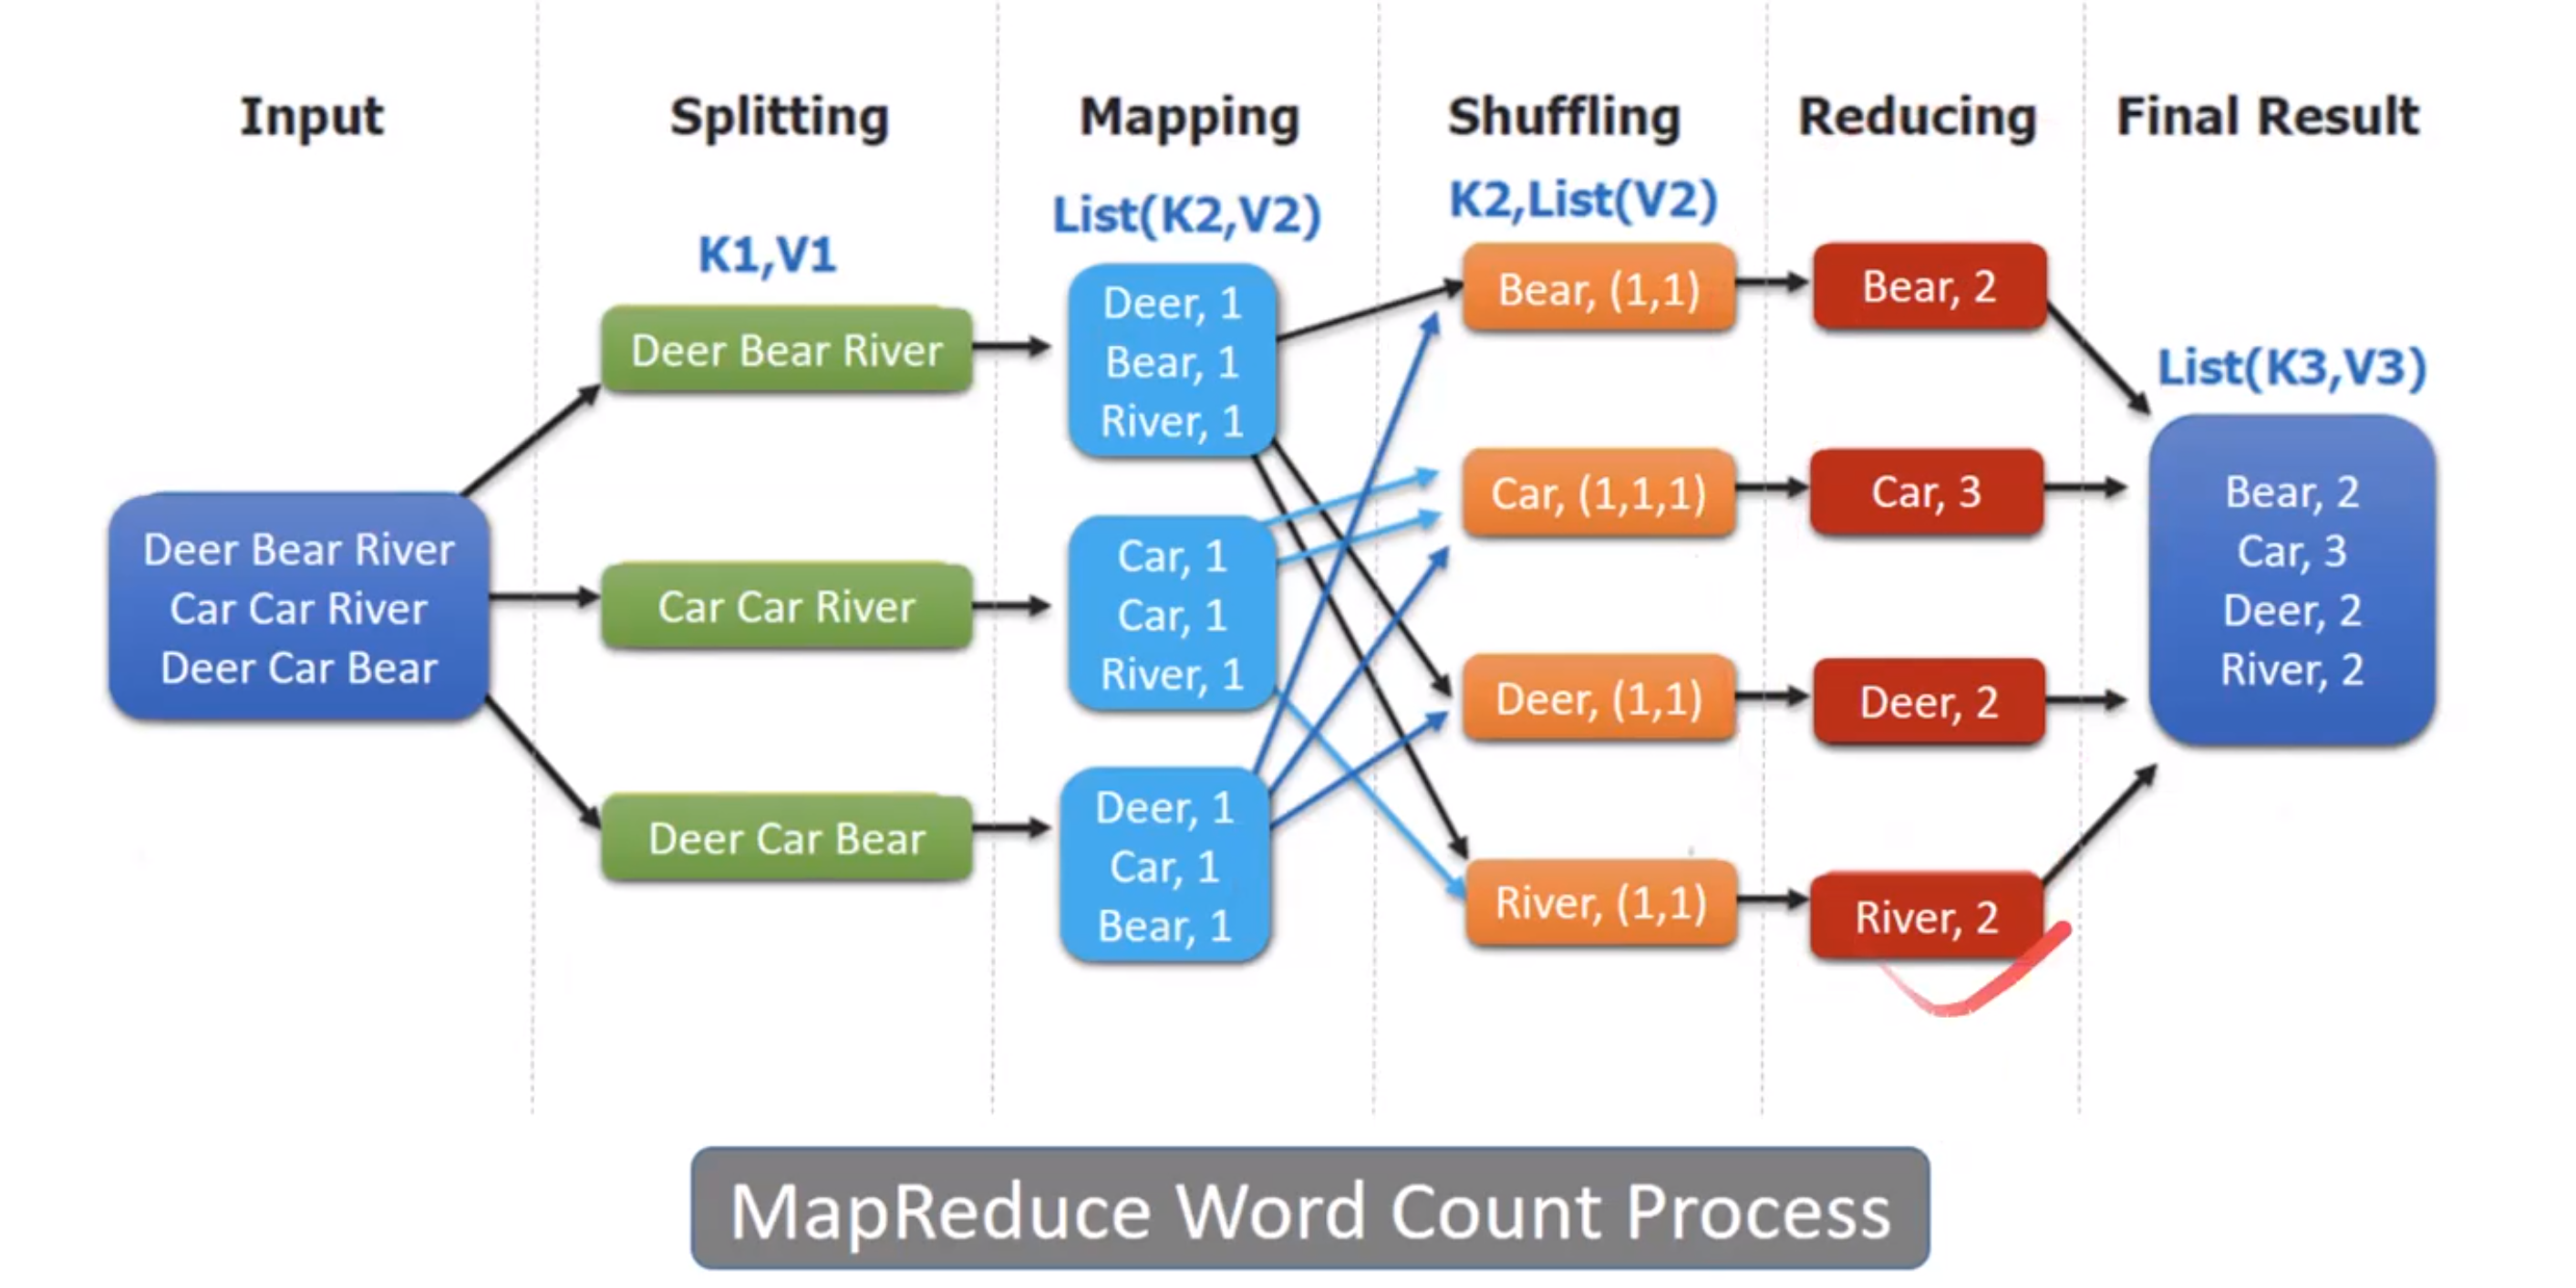 Input
Splitting
Mapping
Shuffling
Reducing
Final Result
K1,V1
List(K2,V2)
K2,List(V2)
List(K3,V3)
Deer Bear River
Car Car River
Deer Car Bear
Deer Bear River
Car Car River
Deer Car Bear
Deer, 1
Bear, 1
River, 1
Car, 1
Car, 1
River, 1
Deer, 1
Car, 1
Bear, 1
Bear, (1,1)
Car, (1,1,1)
Deer, (1,1)
River, (1,1)
Bear, 2
Car, 3
Deer, 2
River, 2
Bear, 2
Car, 3
Deer, 2
River, 2
MapReduce Word Count Process